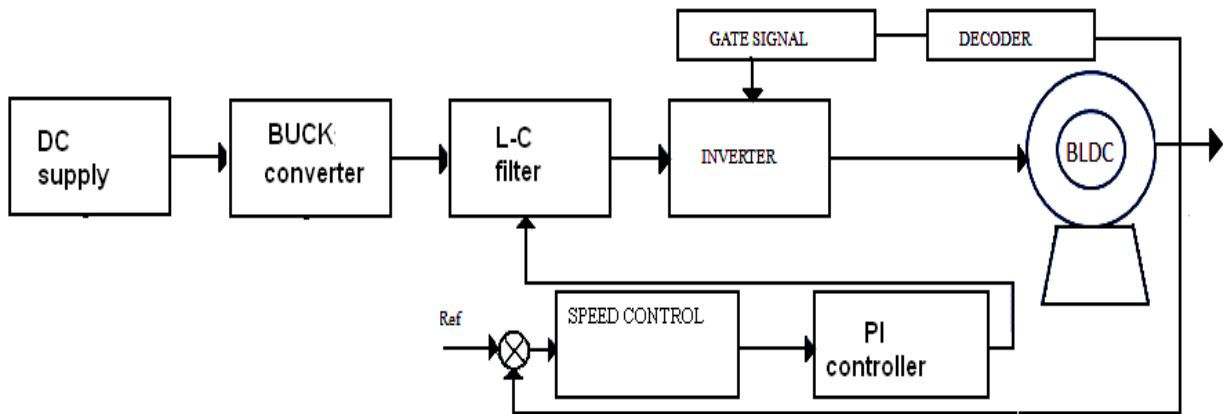 GATE SIGNAL
DECODER
DC
supply
BUCK
converter
L-C
filter
INVERTER
BLDC
Ref
SPEED CONTROL
PI
controller